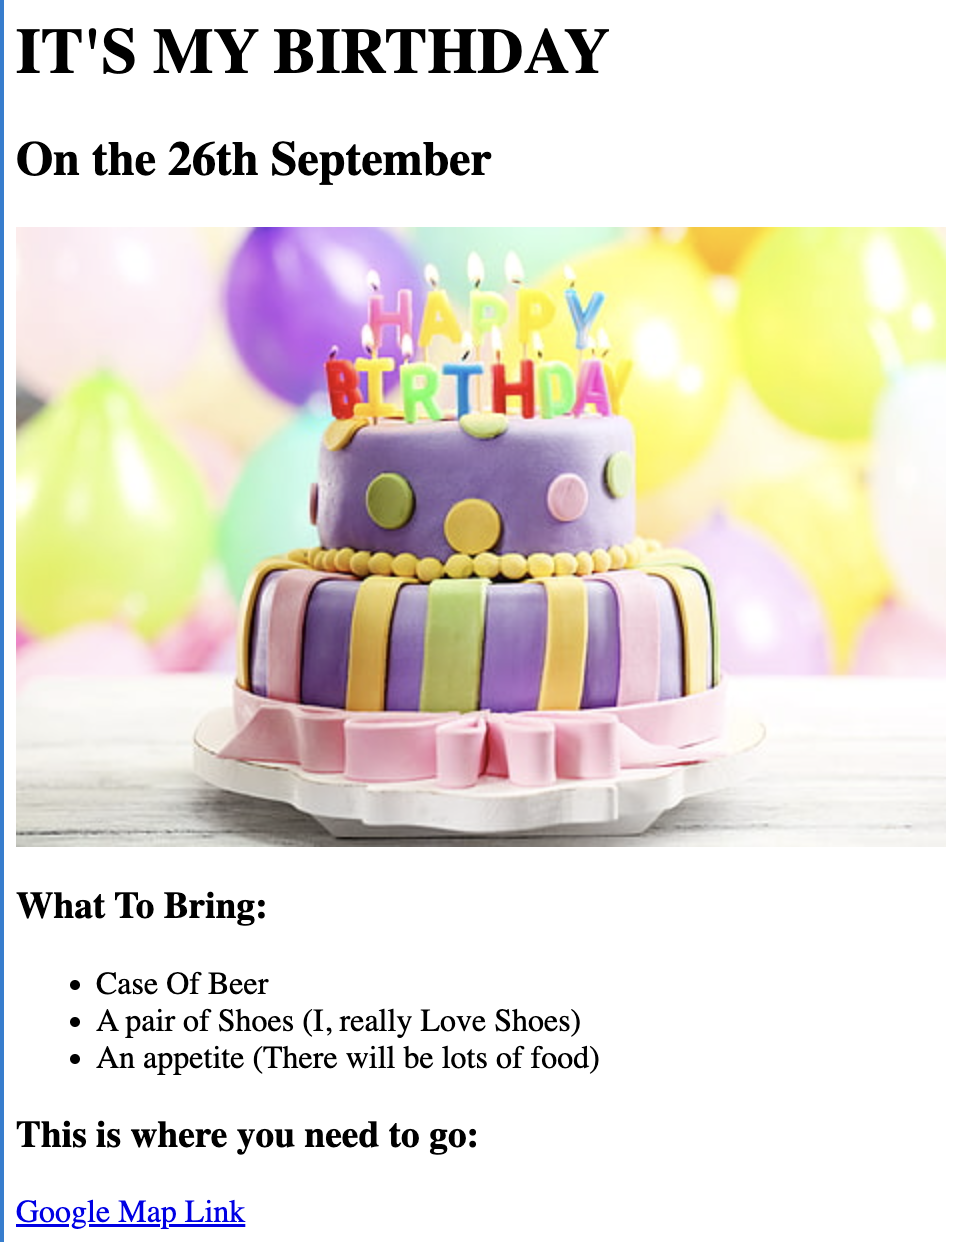 IT'S MY BIRTHDAY
On the 26th September
HAPPY
BIRTHDAY
What To Bring:
Case Of Beer
A pair of Shoes (I, really Love Shoes)
An appetite (There will be lots of food)
This is where you need to go:
Google Map Link